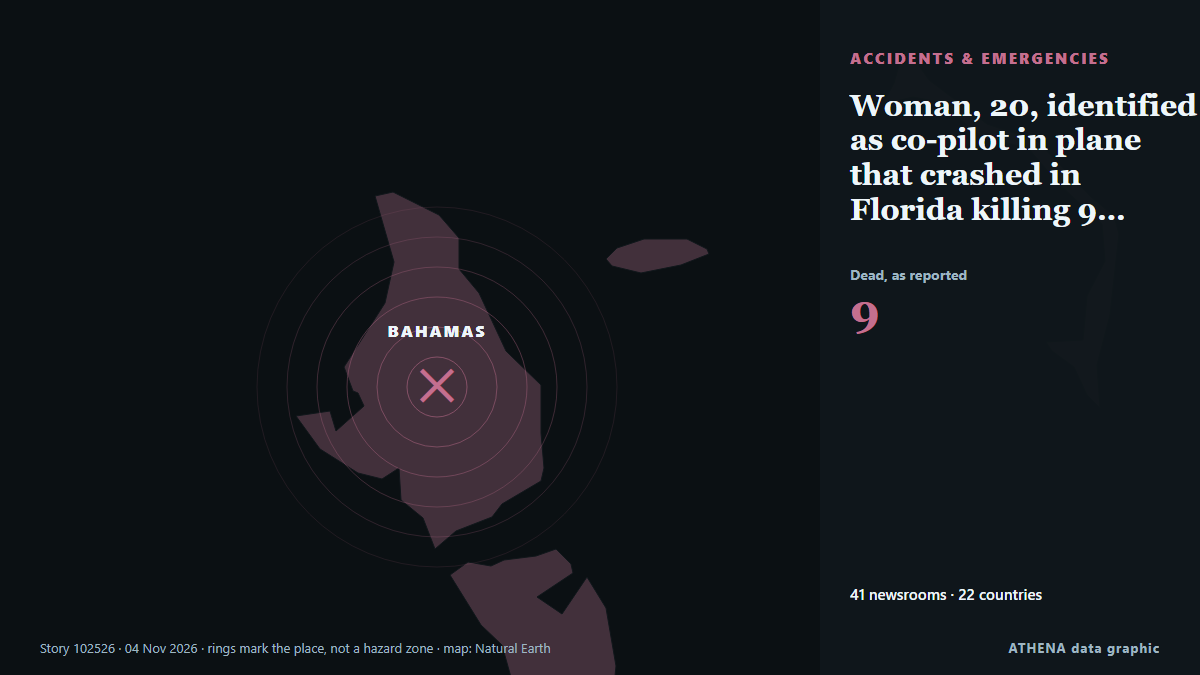 ACCIDENTS & EMERGENCIES
Woman, 20, identified
as co-pilot in plane
that crashed in
Florida killing 9...
Dead, as reported
9
BAHAMAS
41 newsrooms · 22 countries
Story 102526 · 04 Nov 2026 · rings mark the place, not a hazard zone · map: Natural Earth
ATHENA data graphic